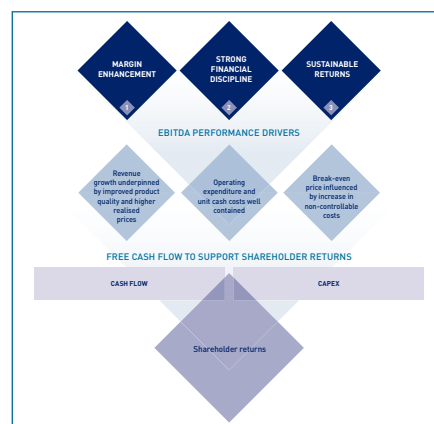 MARGIN
ENHANCEMENT
1
STRONG
FINANCIAL
DISCIPLINE
2
SUSTAINABLE
RETURNS
3
EBITDA PERFORMANCE DRIVERS
Revenue
growth underpinned
by improved product
quality and higher
realised
prices
Operating
expenditure and
unit cash costs well
contained
Break-even
price influenced
by increase in
non-controllable
costs
FREE CASH FLOW TO SUPPORT SHAREHOLDER RETURNS
CASH FLOW
CAPEX
Shareholder returns